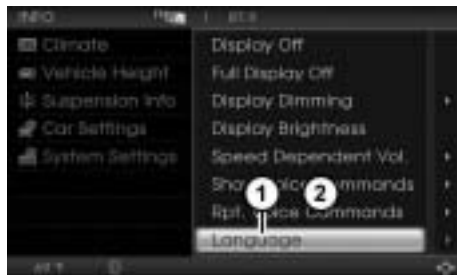 INFO
Climate
Vehicle Height
Suspension Info
Car Settings
System Settings
Display Off
Full Display Off
Display Dimming
Display Brightness
Speed Dependent Vol.
1
2
Rpt.
Language